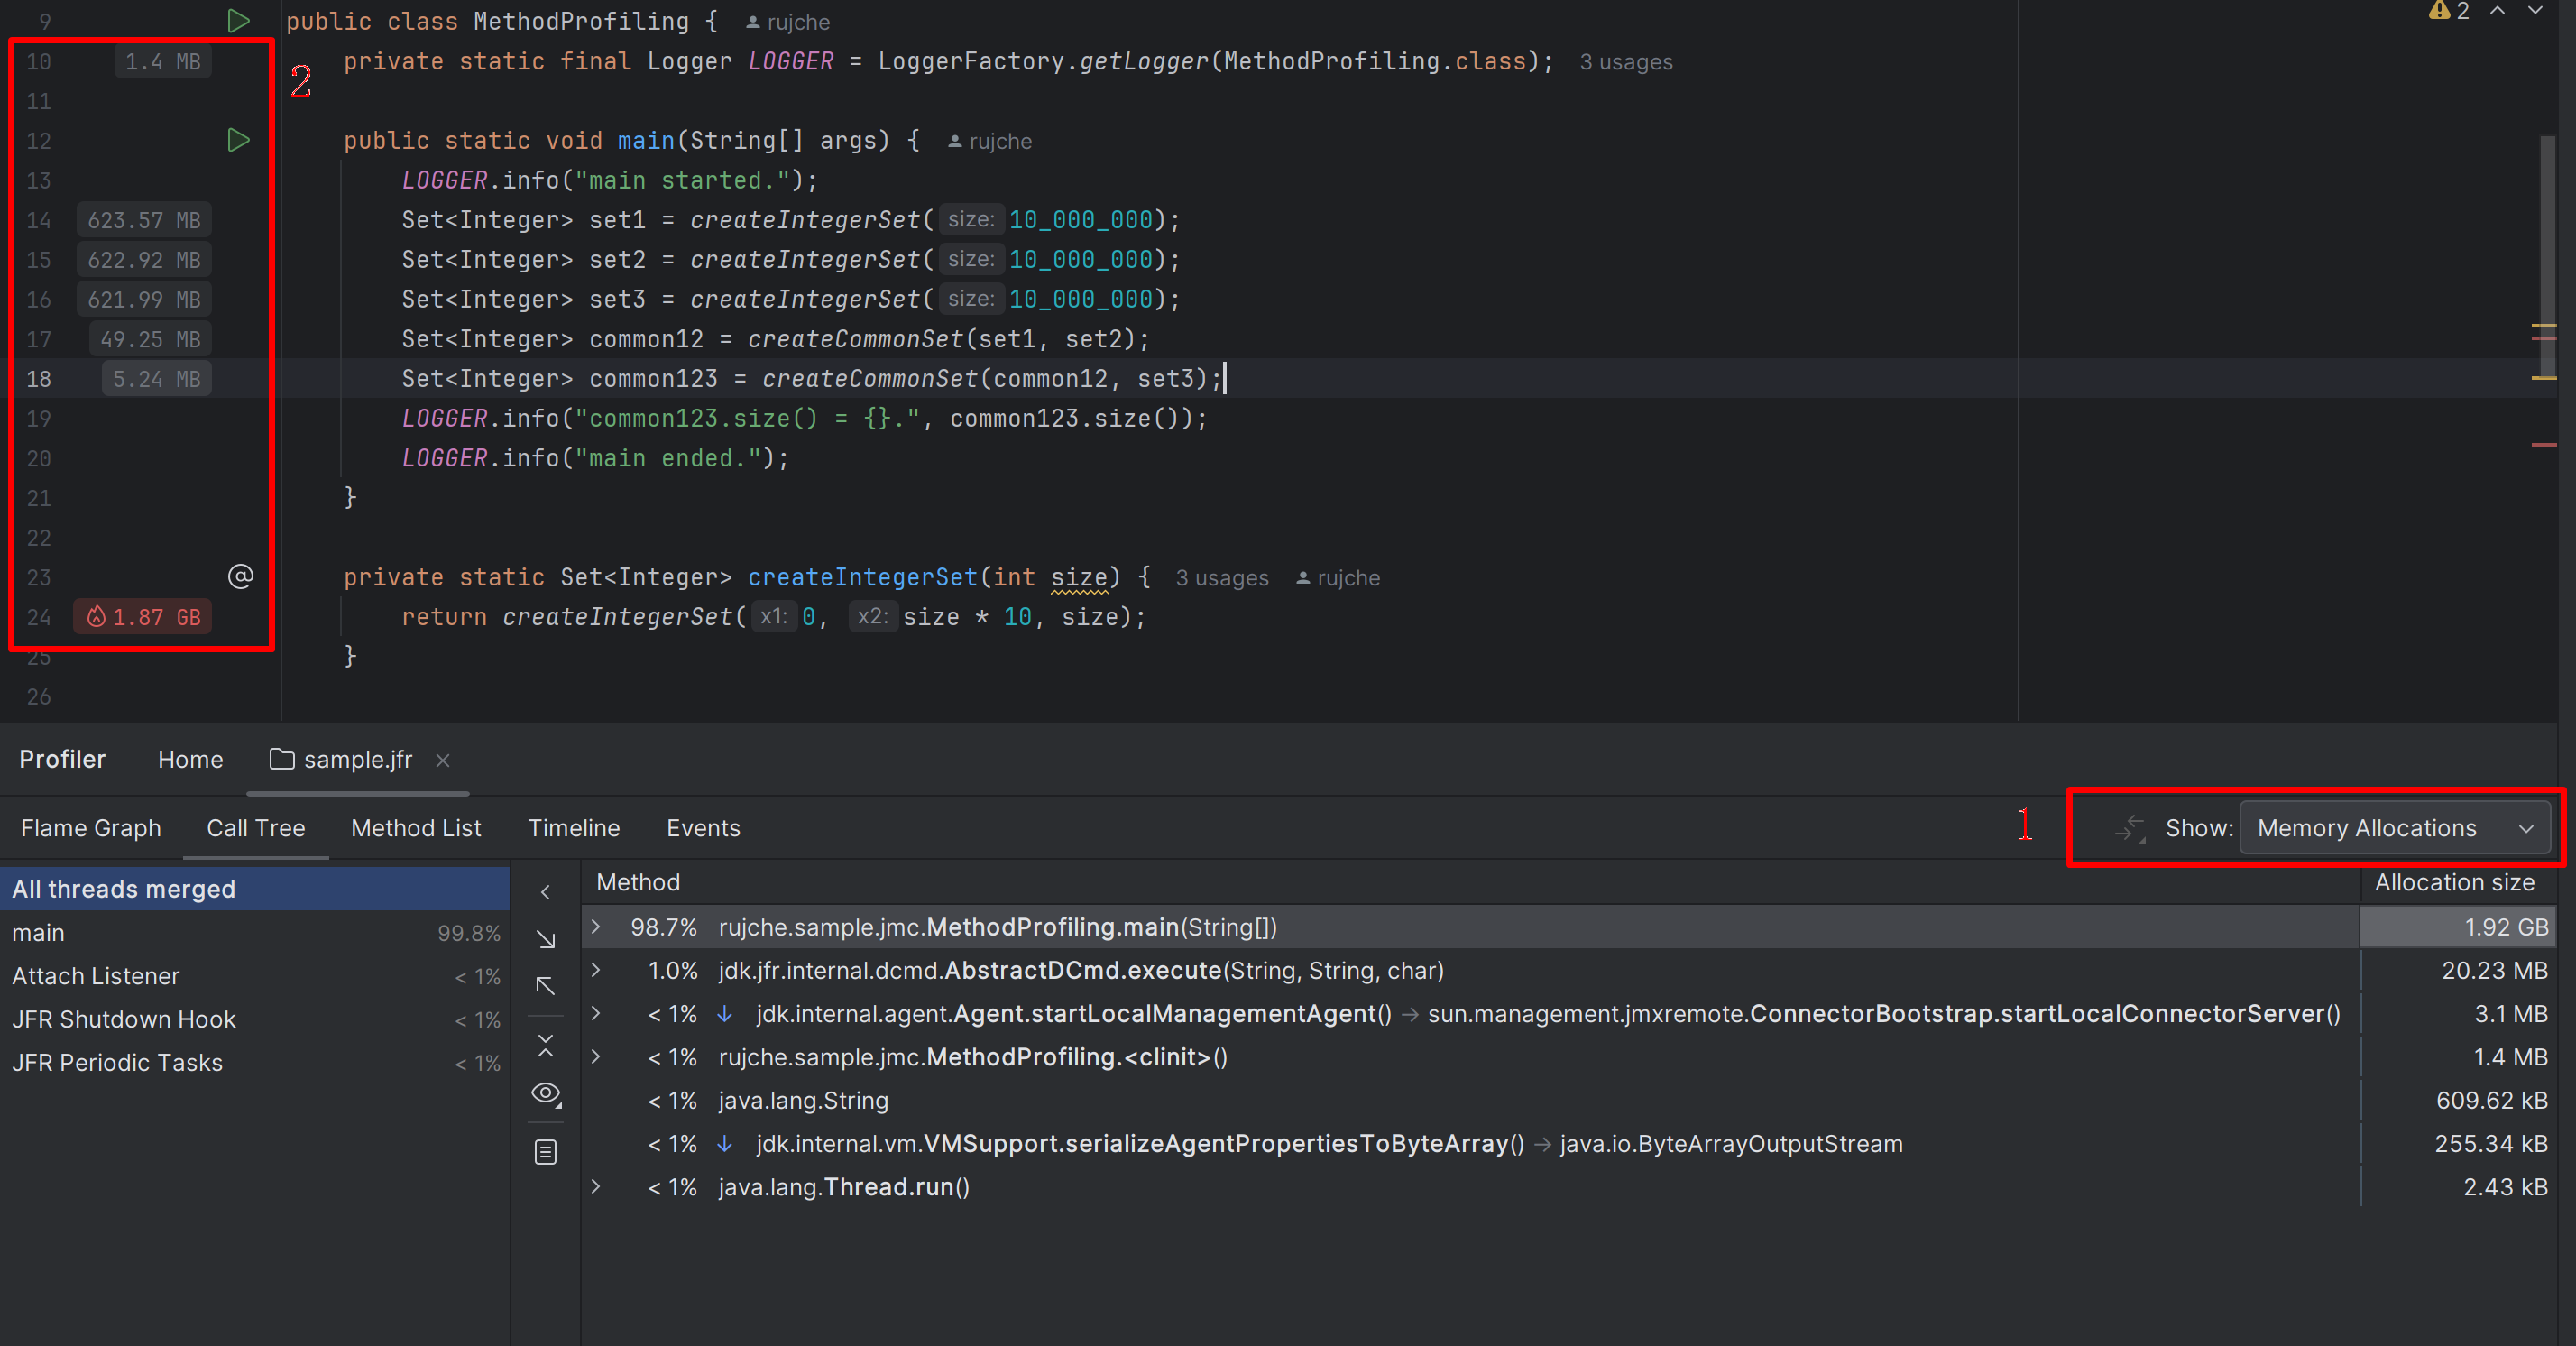 9 public class MethodProfiling { rujche
2
10 1.4 MB private static final Logger LOGGER = LoggerFactory.getLogger(MethodProfiling.class); 3 usages
2
11
12 public static void main(String[] args) { rujche
13 LOGGER.info("main started.");
14 623.57 MB Set<Integer> set1 = createIntegerSet( size: 10_000_000);
15 622.92 MB Set<Integer> set2 = createIntegerSet( size: 10_000_000);
16 621.99 MB Set<Integer> set3 = createIntegerSet( size: 10_000_000);
17 49.25 MB Set<Integer> common12 = createCommonSet(set1, set2);
18 5.24 MB Set<Integer> common123 = createCommonSet(common12, set3);
19 LOGGER.info("common123.size() = {}.", common123.size());
20 LOGGER.info("main ended.");
21 }
22
23 @ private static Set<Integer> createIntegerSet(int size) { 3 usages rujche
24 1.87 GB return createIntegerSet( x1: 0, x2: size * 10, size);
25 }
26
Profiler Home sample.jfr
Flame Graph Call Tree Method List Timeline Events
1
Show: Memory Allocations
All threads merged
main 99.8%
Attach Listener < 1%
JFR Shutdown Hook < 1%
JFR Periodic Tasks < 1%
Method Allocation size
98.7% rujche.sample.jmc.MethodProfiling.main(String[]) 1.92 GB
1.0% jdk.jfr.internal.dcmd.AbstractDCmd.execute(String, String, char) 20.23 MB
< 1% ↓ jdk.internal.agent.Agent.startLocalManagementAgent() → sun.management.jmxremote.ConnectorBootstrap.startLocalConnectorServer() 3.1 MB
< 1% rujche.sample.jmc.MethodProfiling.<clinit>() 1.4 MB
< 1% java.lang.String 609.62 kB
< 1% ↓ jdk.internal.vm.VMSupport.serializeAgentPropertiesToByteArray() → java.io.ByteArrayOutputStream 255.34 kB
< 1% java.lang.Thread.run() 2.43 kB